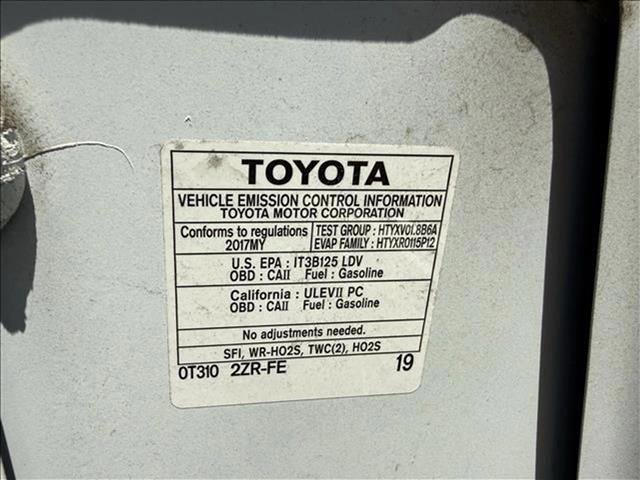 TOYOTA
VEHICLE EMISSION CONTROL INFORMATION
TOYOTA MOTOR CORPORATION
Conforms to regulations TEST GROUP : HTYXV01.8B6A
2017MY EVAP FAMILY : HTYXR0115P12
U.S. EPA : IT3B125 LDV
OBD : CAII Fuel : Gasoline
California : ULEVII PC
OBD : CAII Fuel : Gasoline
No adjustments needed.
SFI, WR-HO2S, TWC(2), HO2S
0T310 2ZR-FE 19